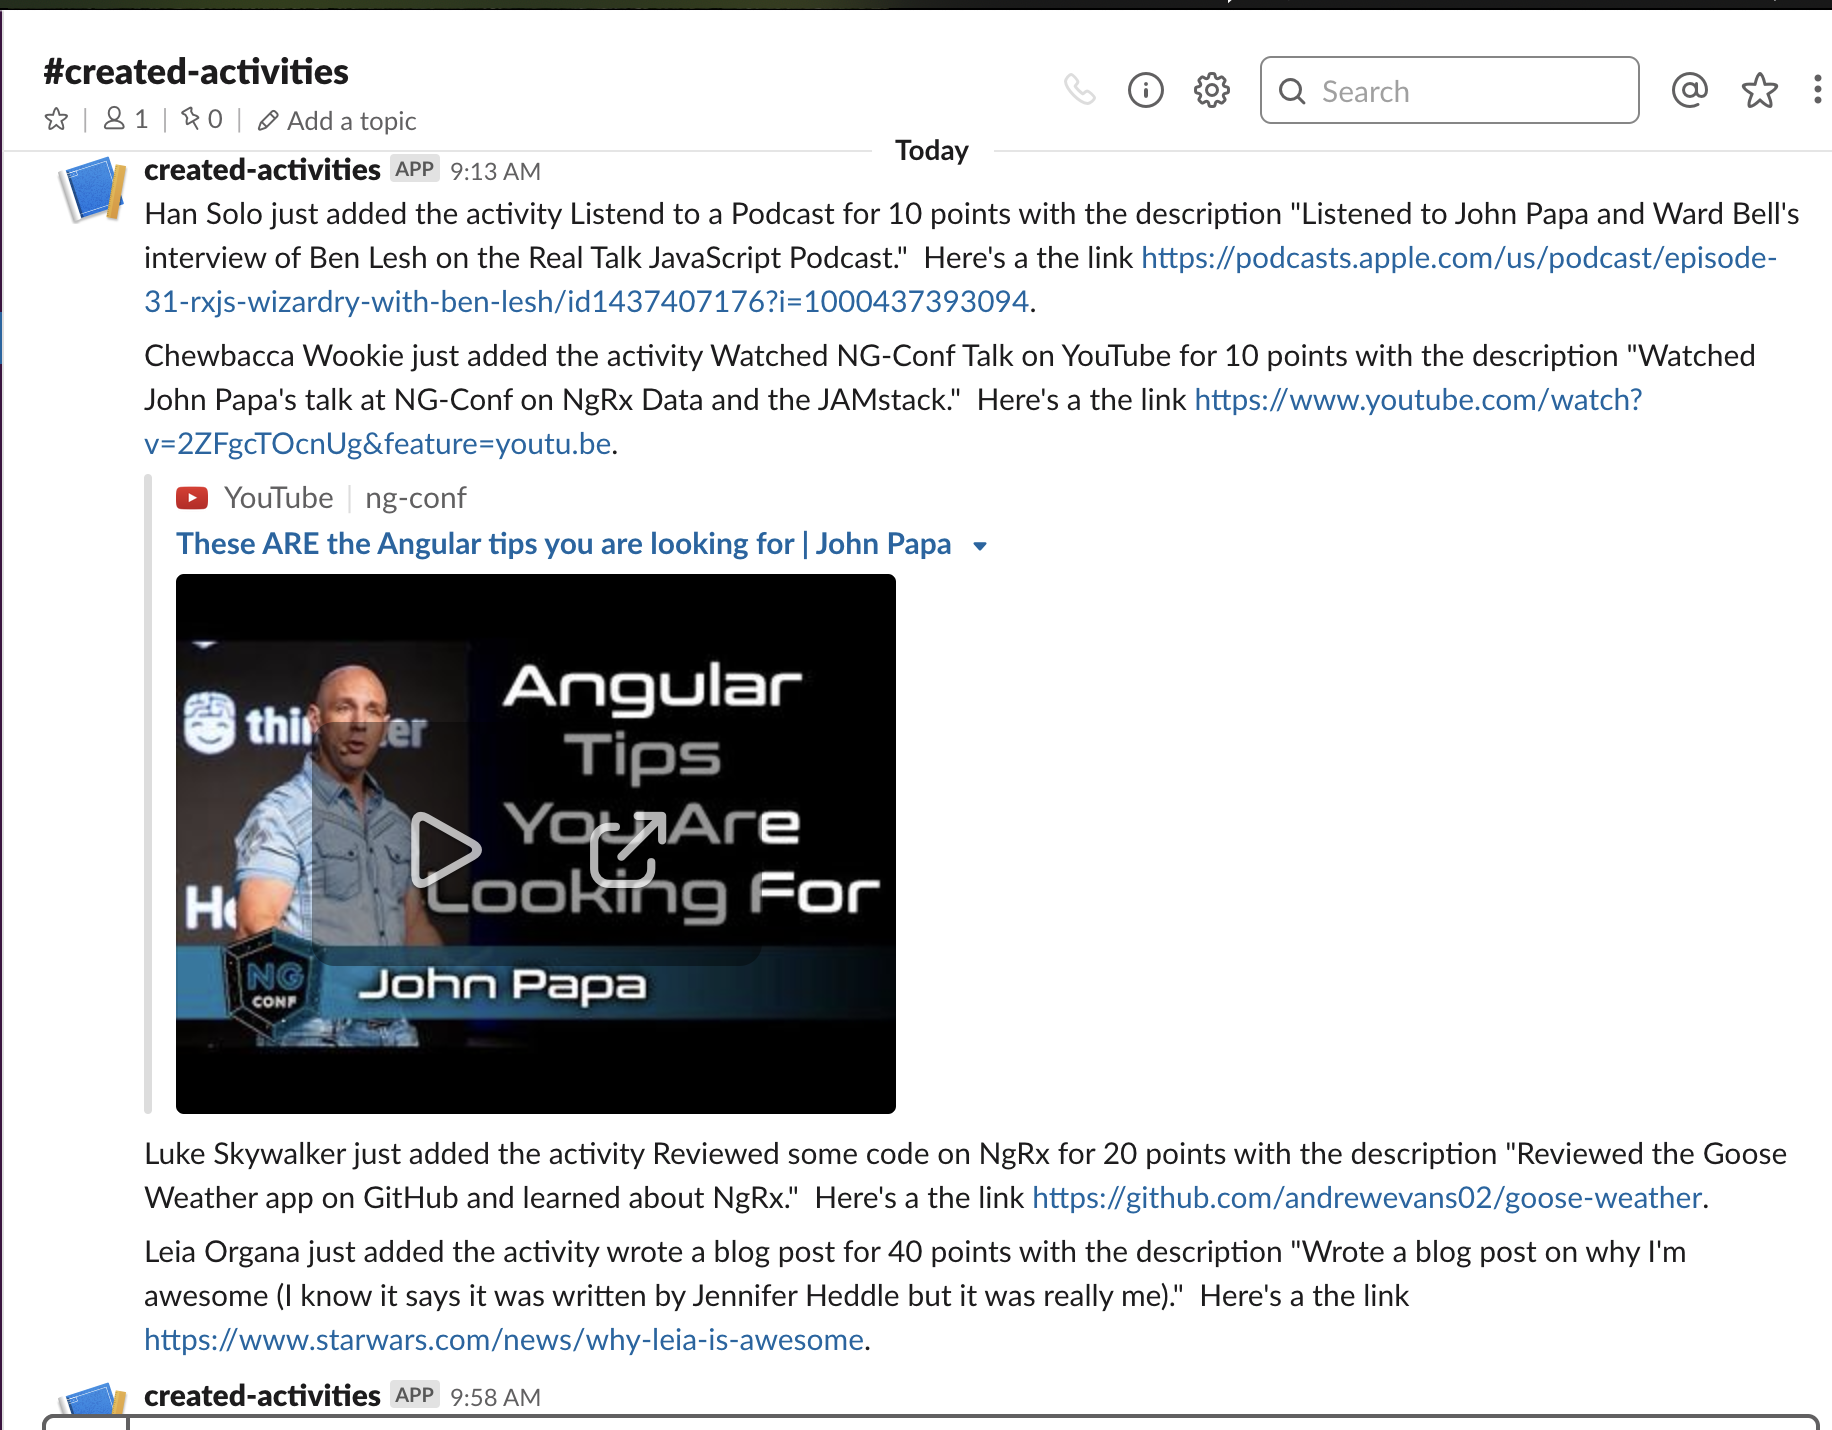 #created-activities
1 | 0 | Add a topic
Search
Today
created-activities APP 9:13 AM
Han Solo just added the activity Listend to a Podcast for 10 points with the description "Listened to John Papa and Ward Bell's
interview of Ben Lesh on the Real Talk JavaScript Podcast."  Here's a the link https://podcasts.apple.com/us/podcast/episode-
31-rxjs-wizardry-with-ben-lesh/id1437407176?i=1000437393094.
Chewbacca Wookie just added the activity Watched NG-Conf Talk on YouTube for 10 points with the description "Watched
John Papa's talk at NG-Conf on NgRx Data and the JAMstack."  Here's a the link https://www.youtube.com/watch?
v=2ZFgcTOcnUg&feature=youtu.be.
YouTube | ng-conf
These ARE the Angular tips you are looking for | John Papa
Angular
Tips
You Are
Looking For
NG
CONF
John Papa
Luke Skywalker just added the activity Reviewed some code on NgRx for 20 points with the description "Reviewed the Goose
Weather app on GitHub and learned about NgRx."  Here's a the link https://github.com/andrewevans02/goose-weather.
Leia Organa just added the activity wrote a blog post for 40 points with the description "Wrote a blog post on why I'm
awesome (I know it says it was written by Jennifer Heddle but it was really me)."  Here's a the link
https://www.starwars.com/news/why-leia-is-awesome.
created-activities APP 9:58 AM